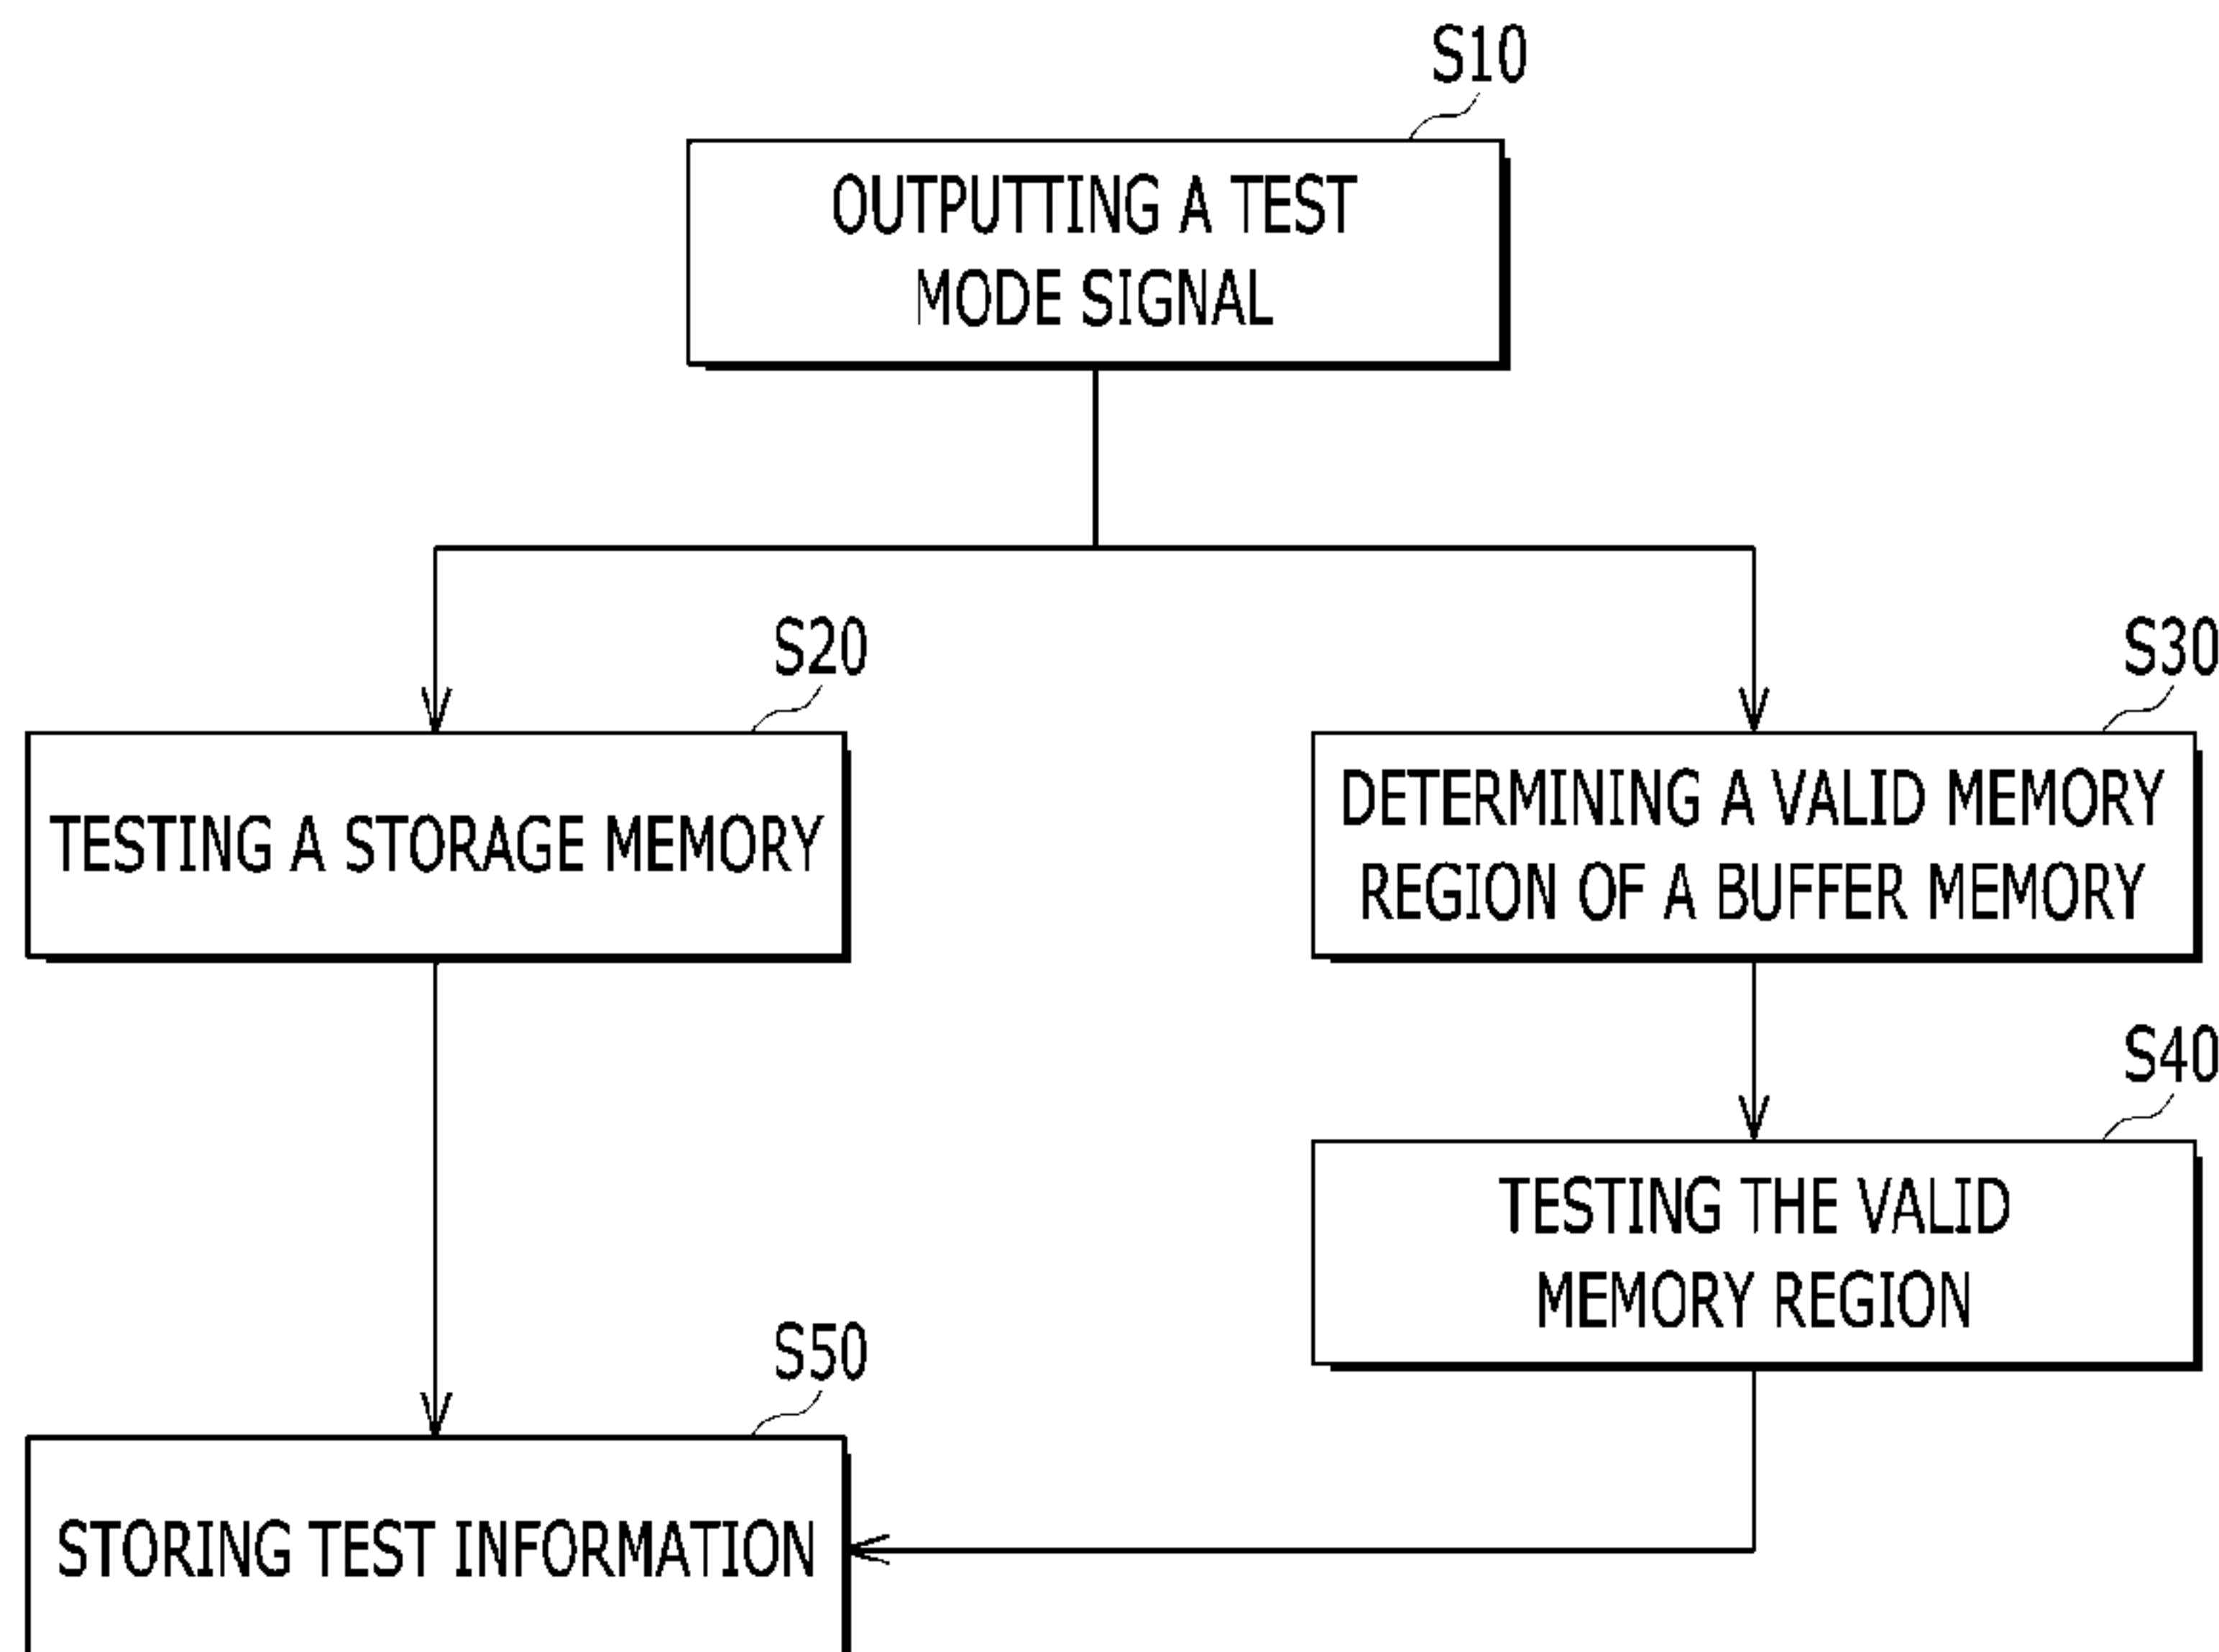 S10
OUTPUTTING A TEST
MODE SIGNAL
S20
TESTING A STORAGE MEMORY
S30
DETERMINING A VALID MEMORY
REGION OF A BUFFER MEMORY
S40
TESTING THE VALID
MEMORY REGION
S50
STORING TEST INFORMATION